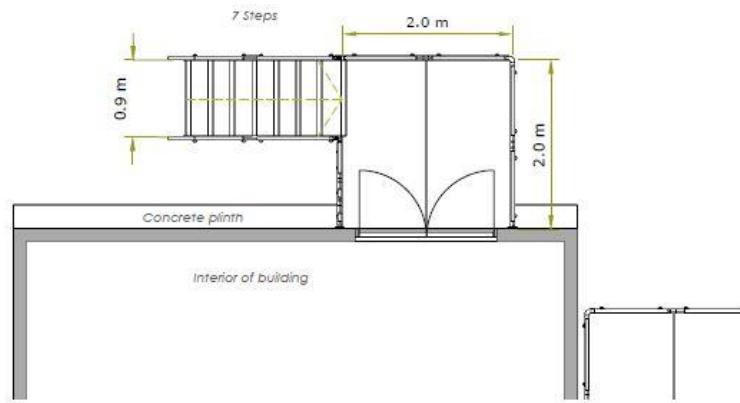 7 Steps
2.0 m
0.9 m
2.0 m
Concrete plinth
Interior of building